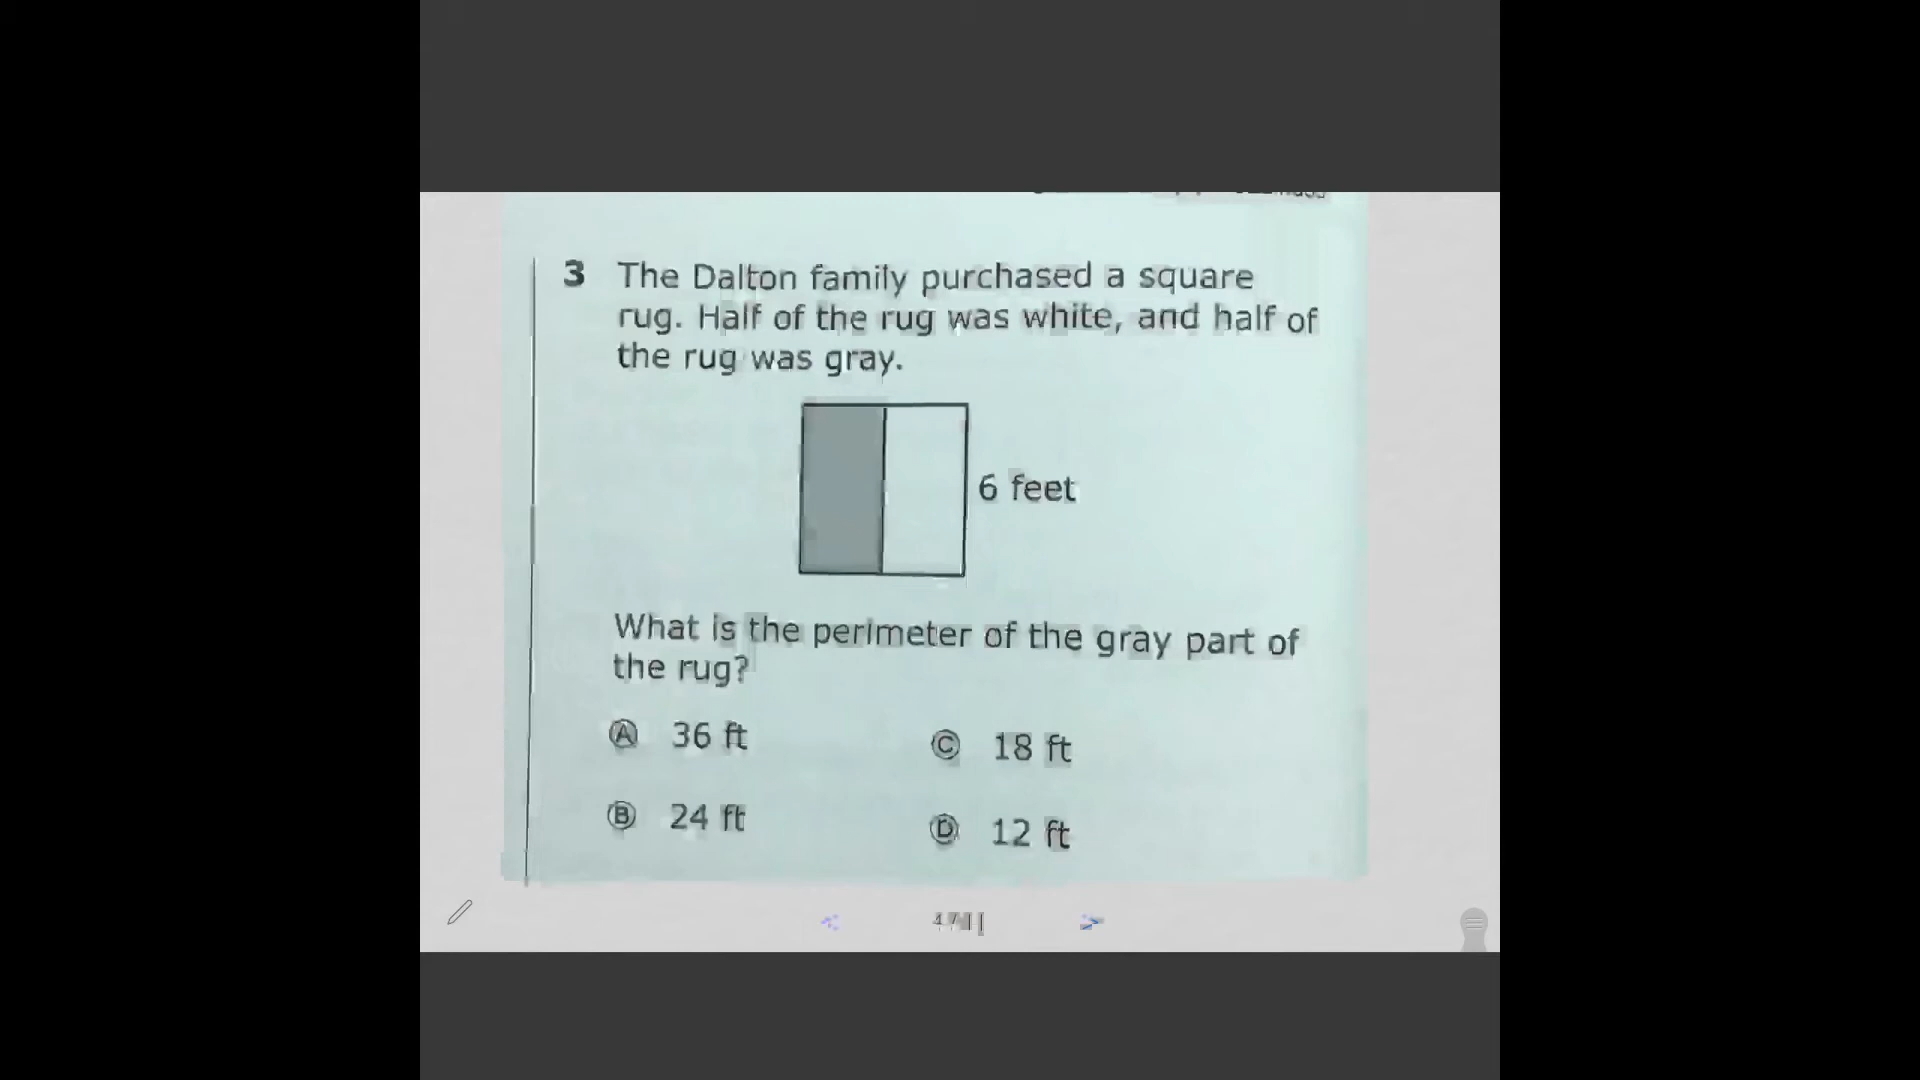 3 The Dalton family purchased a square
rug. Half of the rug was white, and half of
the rug was gray.
6 feet
What is the perimeter of the gray part of
the rug?
A 36 ft
C 18 ft
B 24 ft
D 12 ft